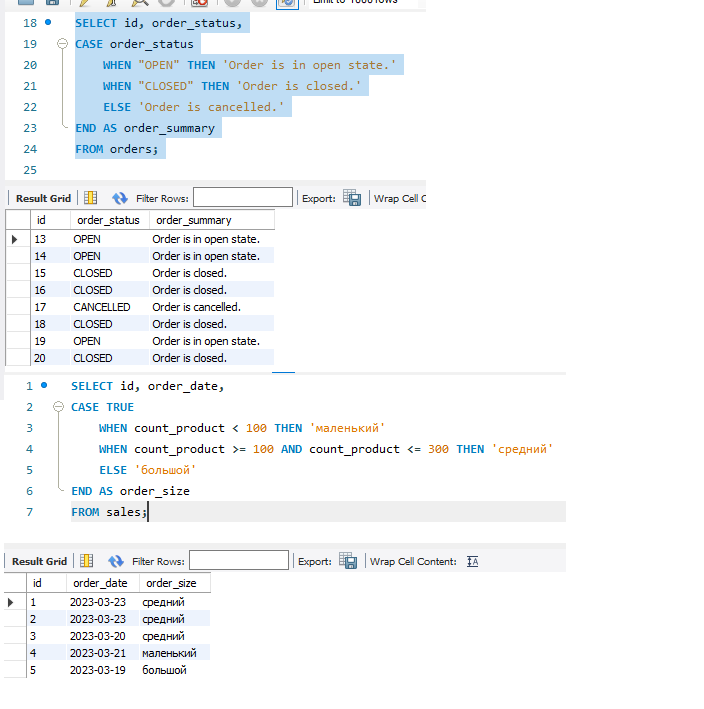 Limit to 1000 rows
18 SELECT id, order_status,
19 CASE order_status
20 WHEN "OPEN" THEN 'Order is in open state.'
21 WHEN "CLOSED" THEN 'Order is closed.'
22 ELSE 'Order is cancelled.'
23 END AS order_summary
24 FROM orders;
25
Result Grid Filter Rows: Export: Wrap Cell C
id order_status order_summary
13 OPEN Order is in open state.
14 OPEN Order is in open state.
15 CLOSED Order is closed.
16 CLOSED Order is closed.
17 CANCELLED Order is cancelled.
18 CLOSED Order is closed.
19 OPEN Order is in open state.
20 CLOSED Order is closed.
1 SELECT id, order_date,
2 CASE TRUE
3 WHEN count_product < 100 THEN 'маленький'
4 WHEN count_product >= 100 AND count_product <= 300 THEN 'средний'
5 ELSE 'большой'
6 END AS order_size
7 FROM sales;
Result Grid Filter Rows: Export: Wrap Cell Content: IA
id order_date order_size
1 2023-03-23 средний
2 2023-03-23 средний
3 2023-03-20 средний
4 2023-03-21 маленький
5 2023-03-19 большой